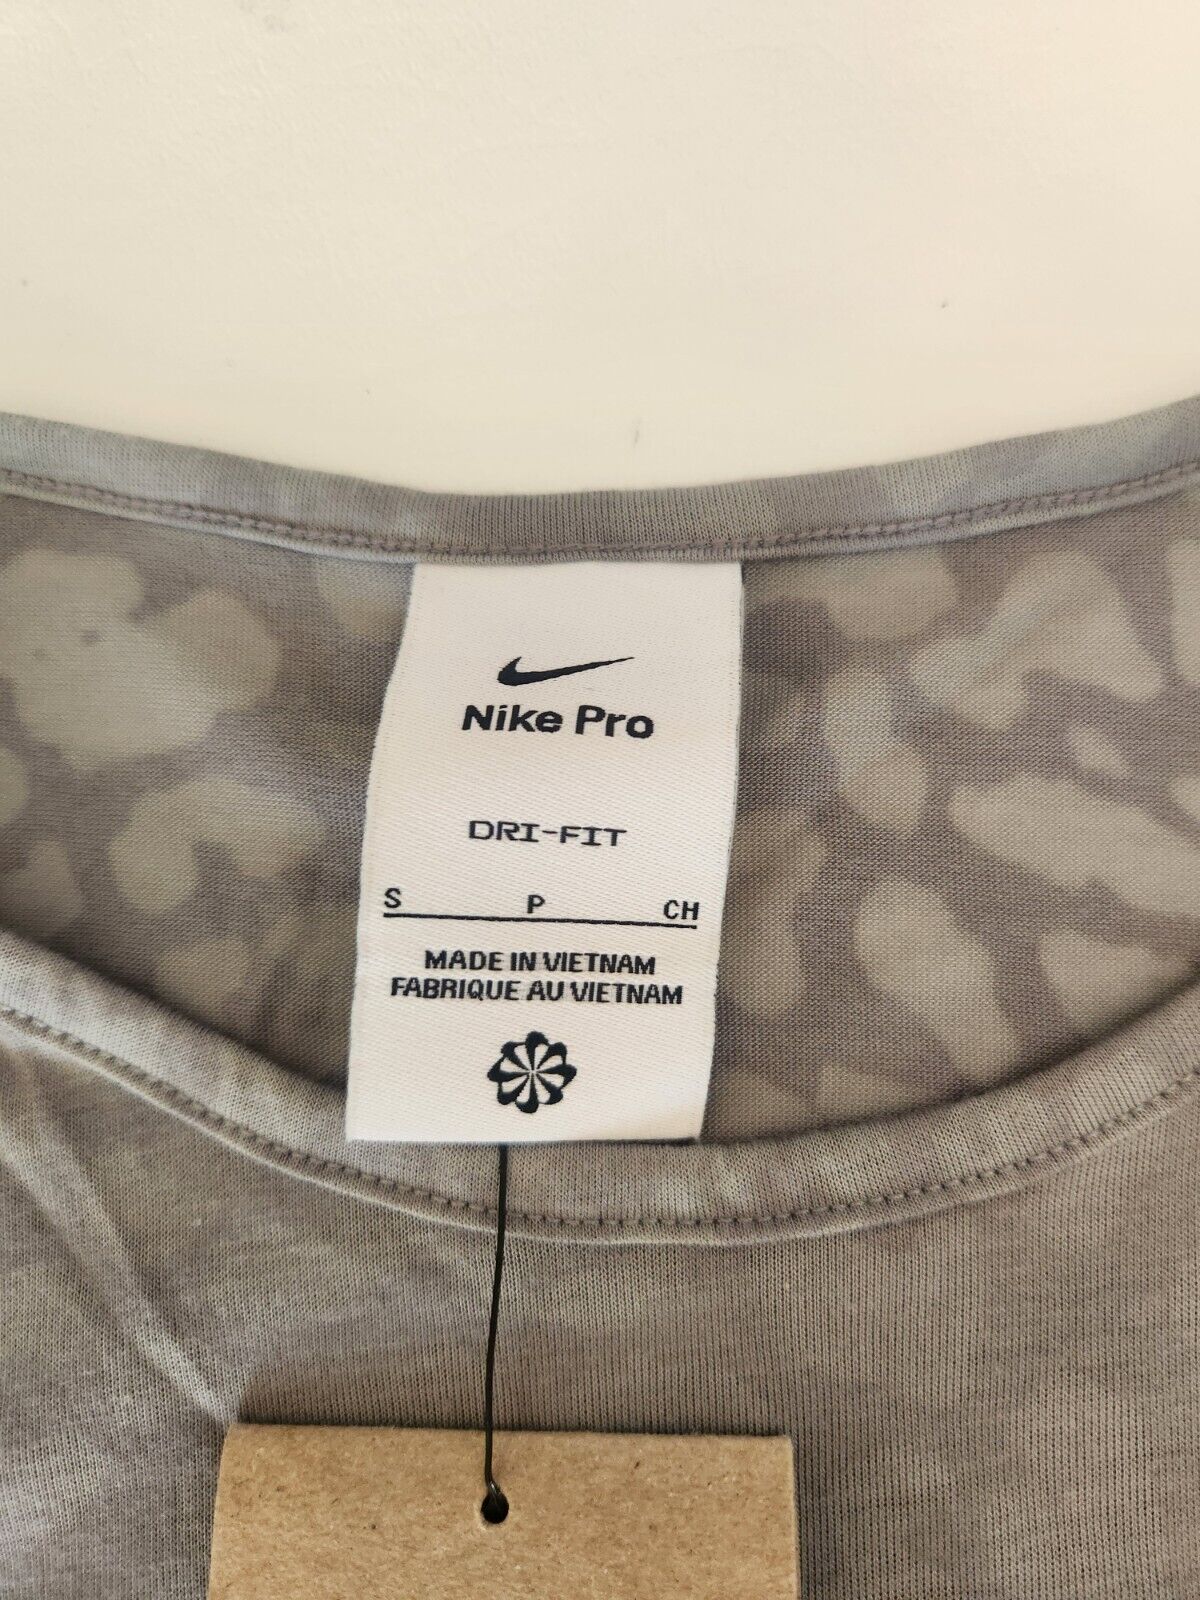 Nike Pro
DRI-FIT
S P CH
MADE IN VIETNAM
FABRIQUE AU VIETNAM